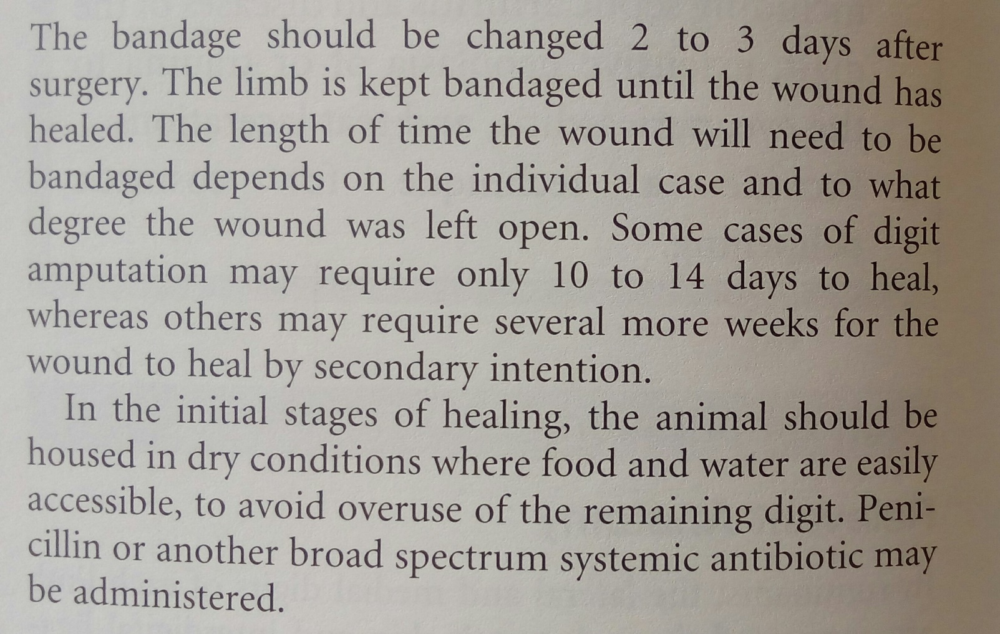 The bandage should be changed 2 to 3 days after
surgery. The limb is kept bandaged until the wound has
healed. The length of time the wound will need to be
bandaged depends on the individual case and to what
degree the wound was left open. Some cases of digit
amputation may require only 10 to 14 days to heal,
whereas others may require several more weeks for the
wound to heal by secondary intention.
In the initial stages of healing, the animal should be
housed in dry conditions where food and water are easily
accessible, to avoid overuse of the remaining digit. Peni-
cillin or another broad spectrum systemic antibiotic may
be administered.